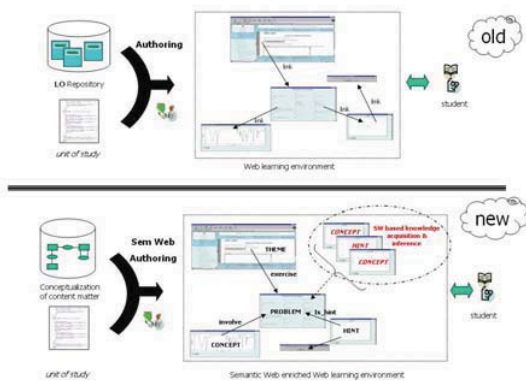 Authoring
old
LO Repository
link
link
link
link
student
unit of study
Web learning environment
new
Sem Web
Authoring
CONCEPT
HINT
CONCEPT
SW based knowledge
acquisition &
inference
THEME
exercise
Conceptualization
of content matter
PROBLEM
Is_hint
involve
HINT
CONCEPT
student
unit of study
Semantic Web enriched Web learning environment